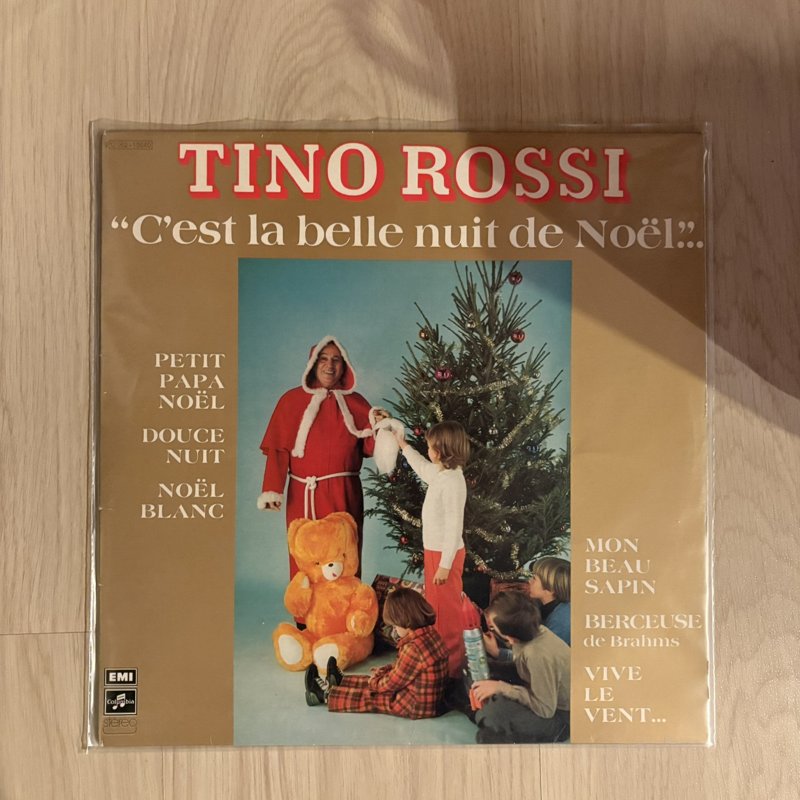 TINO ROSSI
“C'est la belle nuit de Noël”...
PETIT
PAPA
NOËL
DOUCE
NUIT
NOËL
BLANC
MON
BEAU
SAPIN
BERCEUSE
de Brahms
VIVE
LE
VENT...
EMI
Columbia
stereo